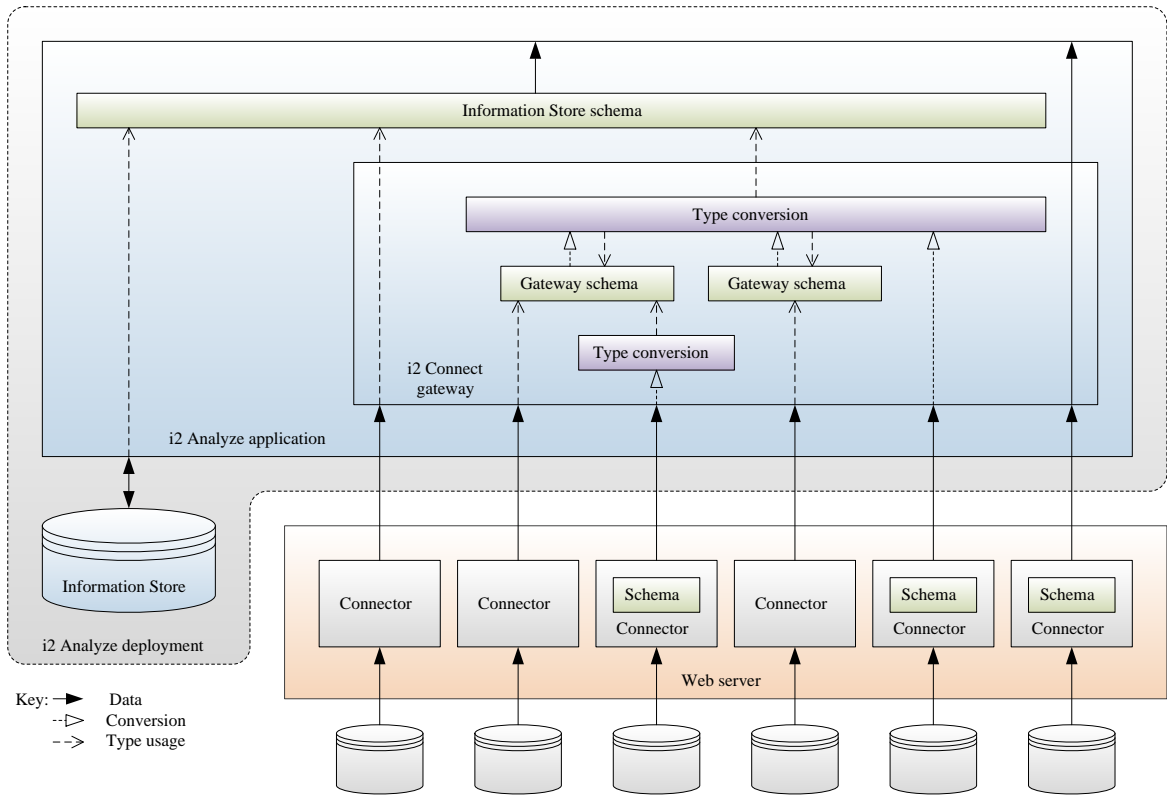 Information Store schema
Type conversion
Gateway schema
Gateway schema
Type conversion
i2 Connect
gateway
i2 Analyze application
Information Store
i2 Analyze deployment
Connector
Connector
Schema
Connector
Connector
Schema
Connector
Schema
Connector
Web server
Key:
Data
Conversion
Type usage